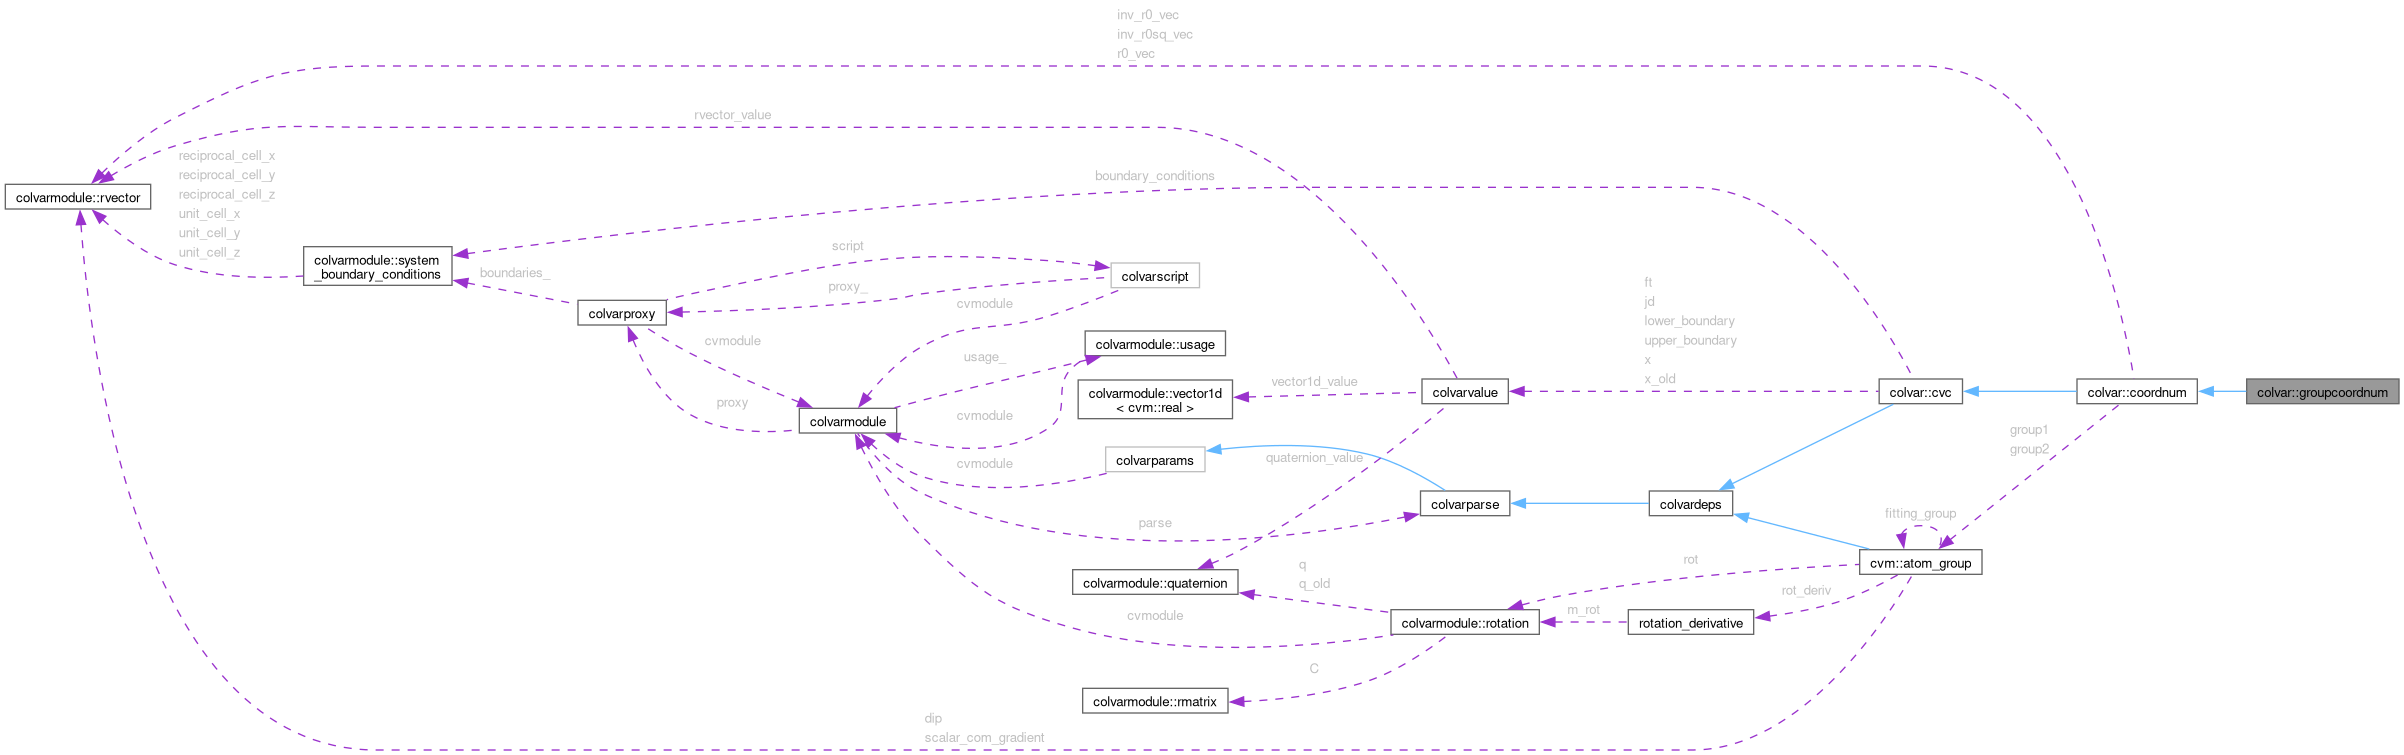 inv_r0_vec
inv_r0sq_vec
r0_vec
rvector_value
reciprocal_cell_x
reciprocal_cell_y
reciprocal_cell_z
unit_cell_x
unit_cell_y
unit_cell_z
boundary_conditions
colvarmodule::rvector
colvarmodule::system
_boundary_conditions
boundaries_
script
colvarscript
proxy_
cvmodule
colvarproxy
cvmodule
proxy
colvarmodule
usage_
colvarmodule::usage
cvmodule
colvarmodule::vector1d
< cvm::real >
vector1d_value
colvarvalue
ft
jd
lower_boundary
upper_boundary
x
x_old
colvar::cvc
colvar::coordnum
colvar::groupcoordnum
group1
group2
cvmodule
colvarparams
quaternion_value
colvarparse
colvardeps
parse
fitting_group
cvm::atom_group
colvarmodule::quaternion
q
q_old
rot
rot_deriv
cvmodule
colvarmodule::rotation
m_rot
rotation_derivative
C
colvarmodule::rmatrix
dip
scalar_com_gradient